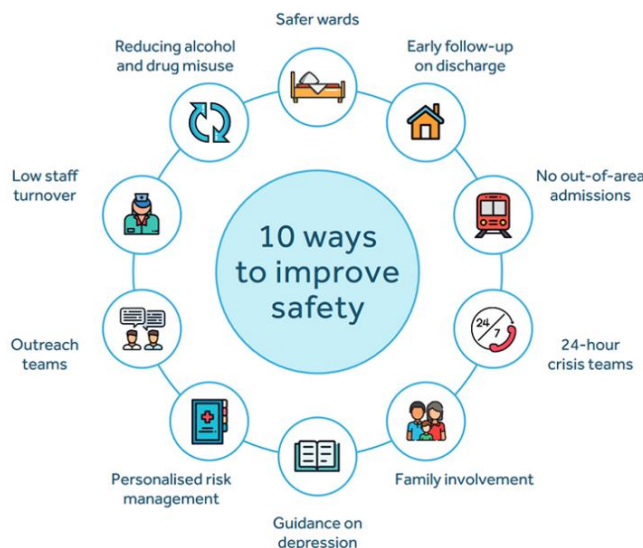 Safer wards
Early follow-up
on discharge
No out-of-area
admissions
24-hour
crisis teams
Family involvement
Guidance on
depression
Personalised risk
management
Outreach
teams
Low staff
turnover
Reducing alcohol
and drug misuse
10 ways
to improve
safety
24
7